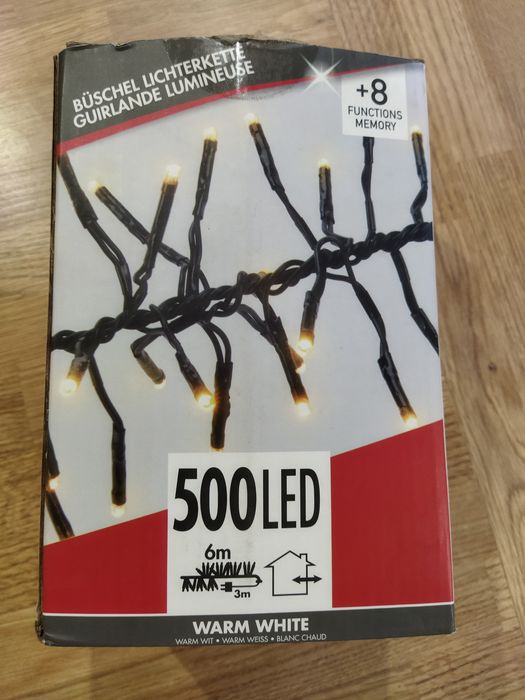 BÜSCHEL LICHTERKETTE
GUIRLANDE LUMINEUSE
+8
FUNCTIONS
MEMORY
500LED
6m
3m
WARM WHITE
WARM WIT • WARM WEISS • BLANC CHAUD